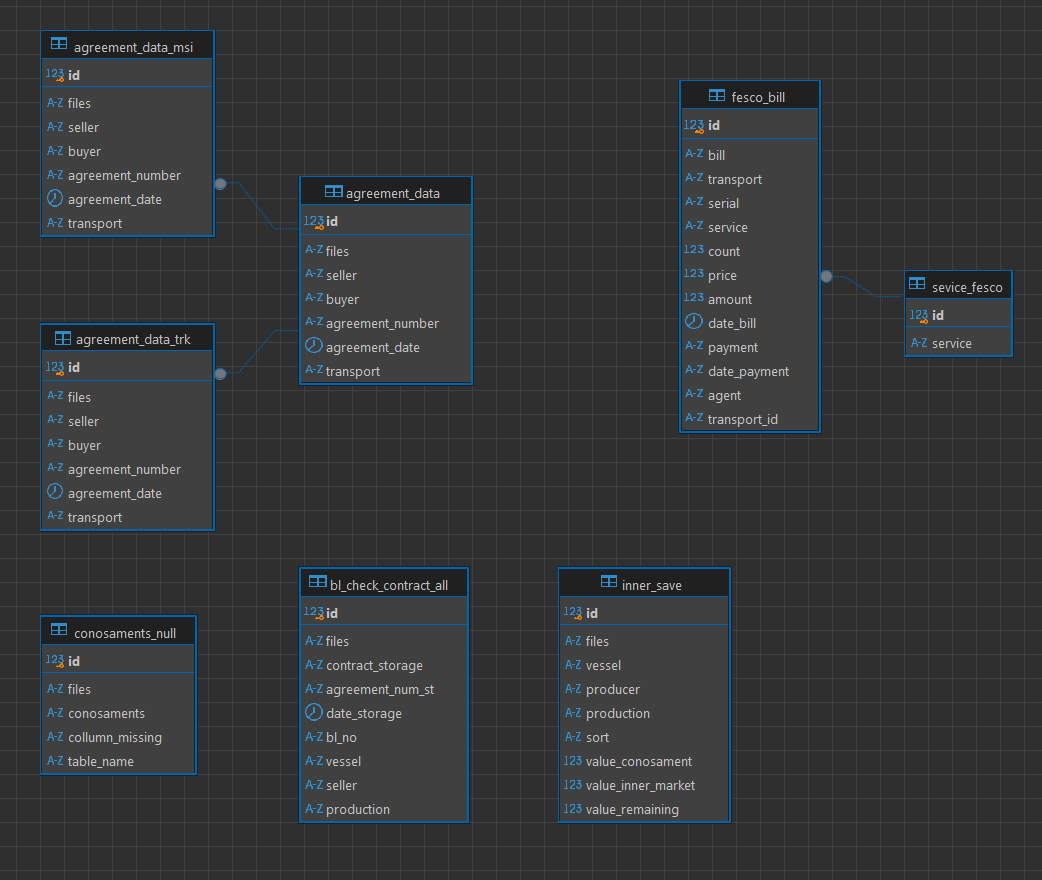 agreement_data_msi
123 id
A-Z files
A-Z seller
A-Z buyer
A-Z agreement_number
agreement_date
A-Z transport
agreement_data
123 id
A-Z files
A-Z seller
A-Z buyer
A-Z agreement_number
agreement_date
A-Z transport
agreement_data_trk
123 id
A-Z files
A-Z seller
A-Z buyer
A-Z agreement_number
agreement_date
A-Z transport
fesco_bill
123 id
A-Z bill
A-Z transport
A-Z serial
A-Z service
123 count
123 price
123 amount
date_bill
A-Z payment
A-Z date_payment
A-Z agent
A-Z transport_id
sevice_fesco
123 id
A-Z service
conosaments_null
123 id
A-Z files
A-Z conosaments
A-Z collumn_missing
A-Z table_name
bl_check_contract_all
123 id
A-Z files
A-Z contract_storage
A-Z agreement_num_st
date_storage
A-Z bl_no
A-Z vessel
A-Z seller
A-Z production
inner_save
123 id
A-Z files
A-Z vessel
A-Z producer
A-Z production
A-Z sort
123 value_conosament
123 value_inner_market
123 value_remaining